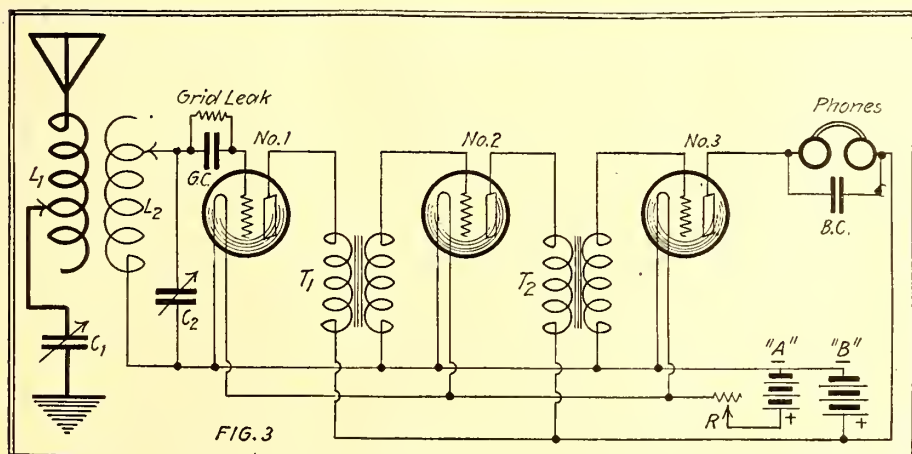 Grid Leak
No.1
No.2
No.3
Phones
G.C.
B.C.
L1
L2
T1
T2
C2
C1
"A"
"B"
R
+
+
FIG.3